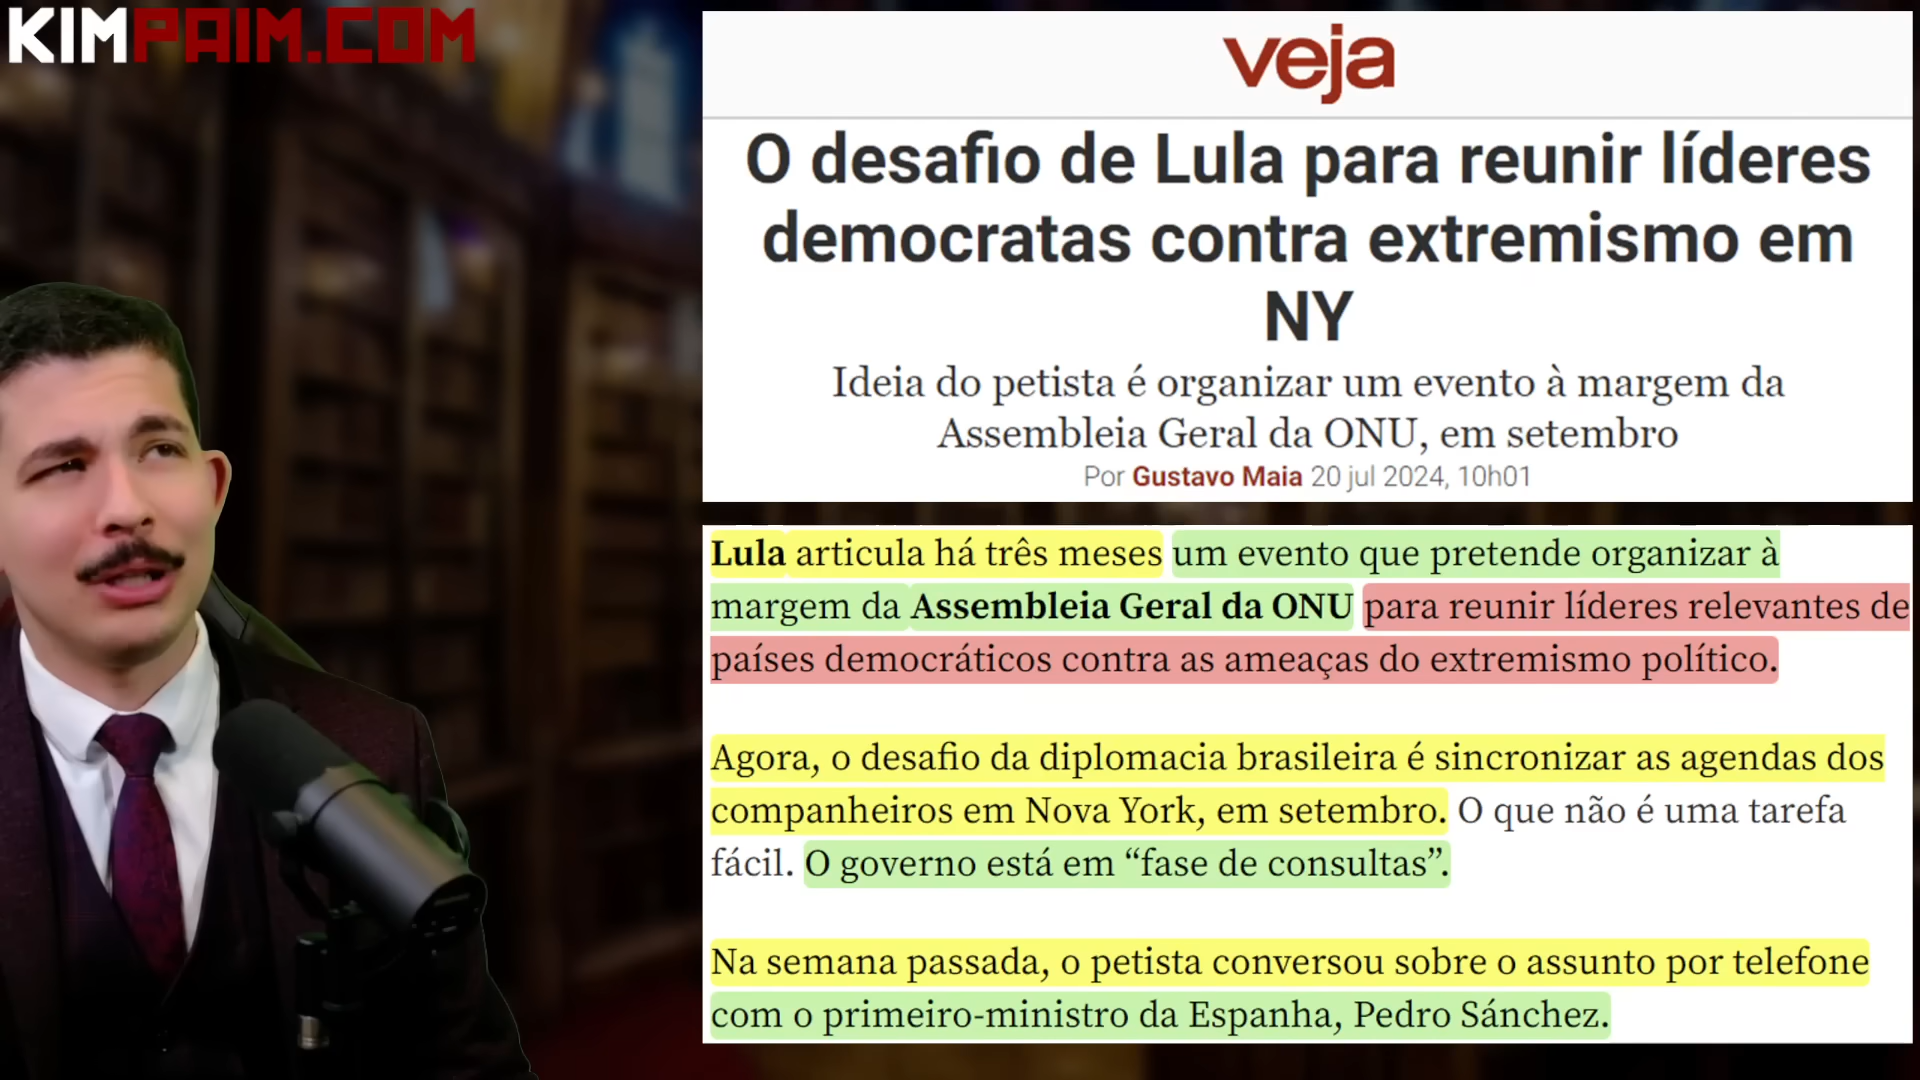 KIMPAIM.COM
veja
O desafio de Lula para reunir líderes
democratas contra extremismo em
NY
Ideia do petista é organizar um evento à margem da
Assembleia Geral da ONU, em setembro
Por Gustavo Maia 20 jul 2024, 10h01
Lula articula há três meses um evento que pretende organizar à
margem da Assembleia Geral da ONU para reunir líderes relevantes de
países democráticos contra as ameaças do extremismo político.
Agora, o desafio da diplomacia brasileira é sincronizar as agendas dos
companheiros em Nova York, em setembro. O que não é uma tarefa
fácil. O governo está em “fase de consultas”.
Na semana passada, o petista conversou sobre o assunto por telefone
com o primeiro-ministro da Espanha, Pedro Sánchez.